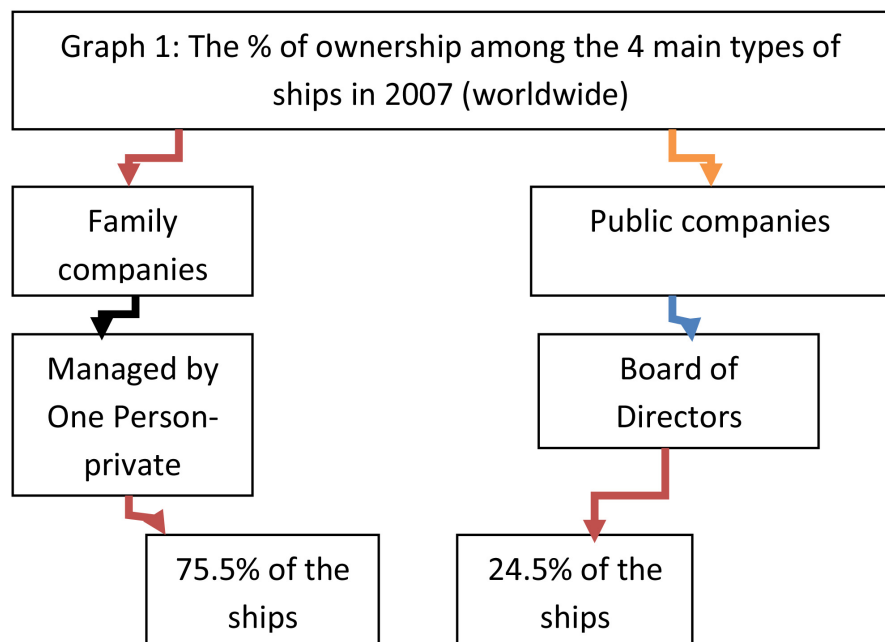 Graph 1: The % of ownership among the 4 main types of
ships in 2007 (worldwide)
Family
companies
Public companies
Managed by
One Person-
private
Board of
Directors
75.5% of the
ships
24.5% of the
ships